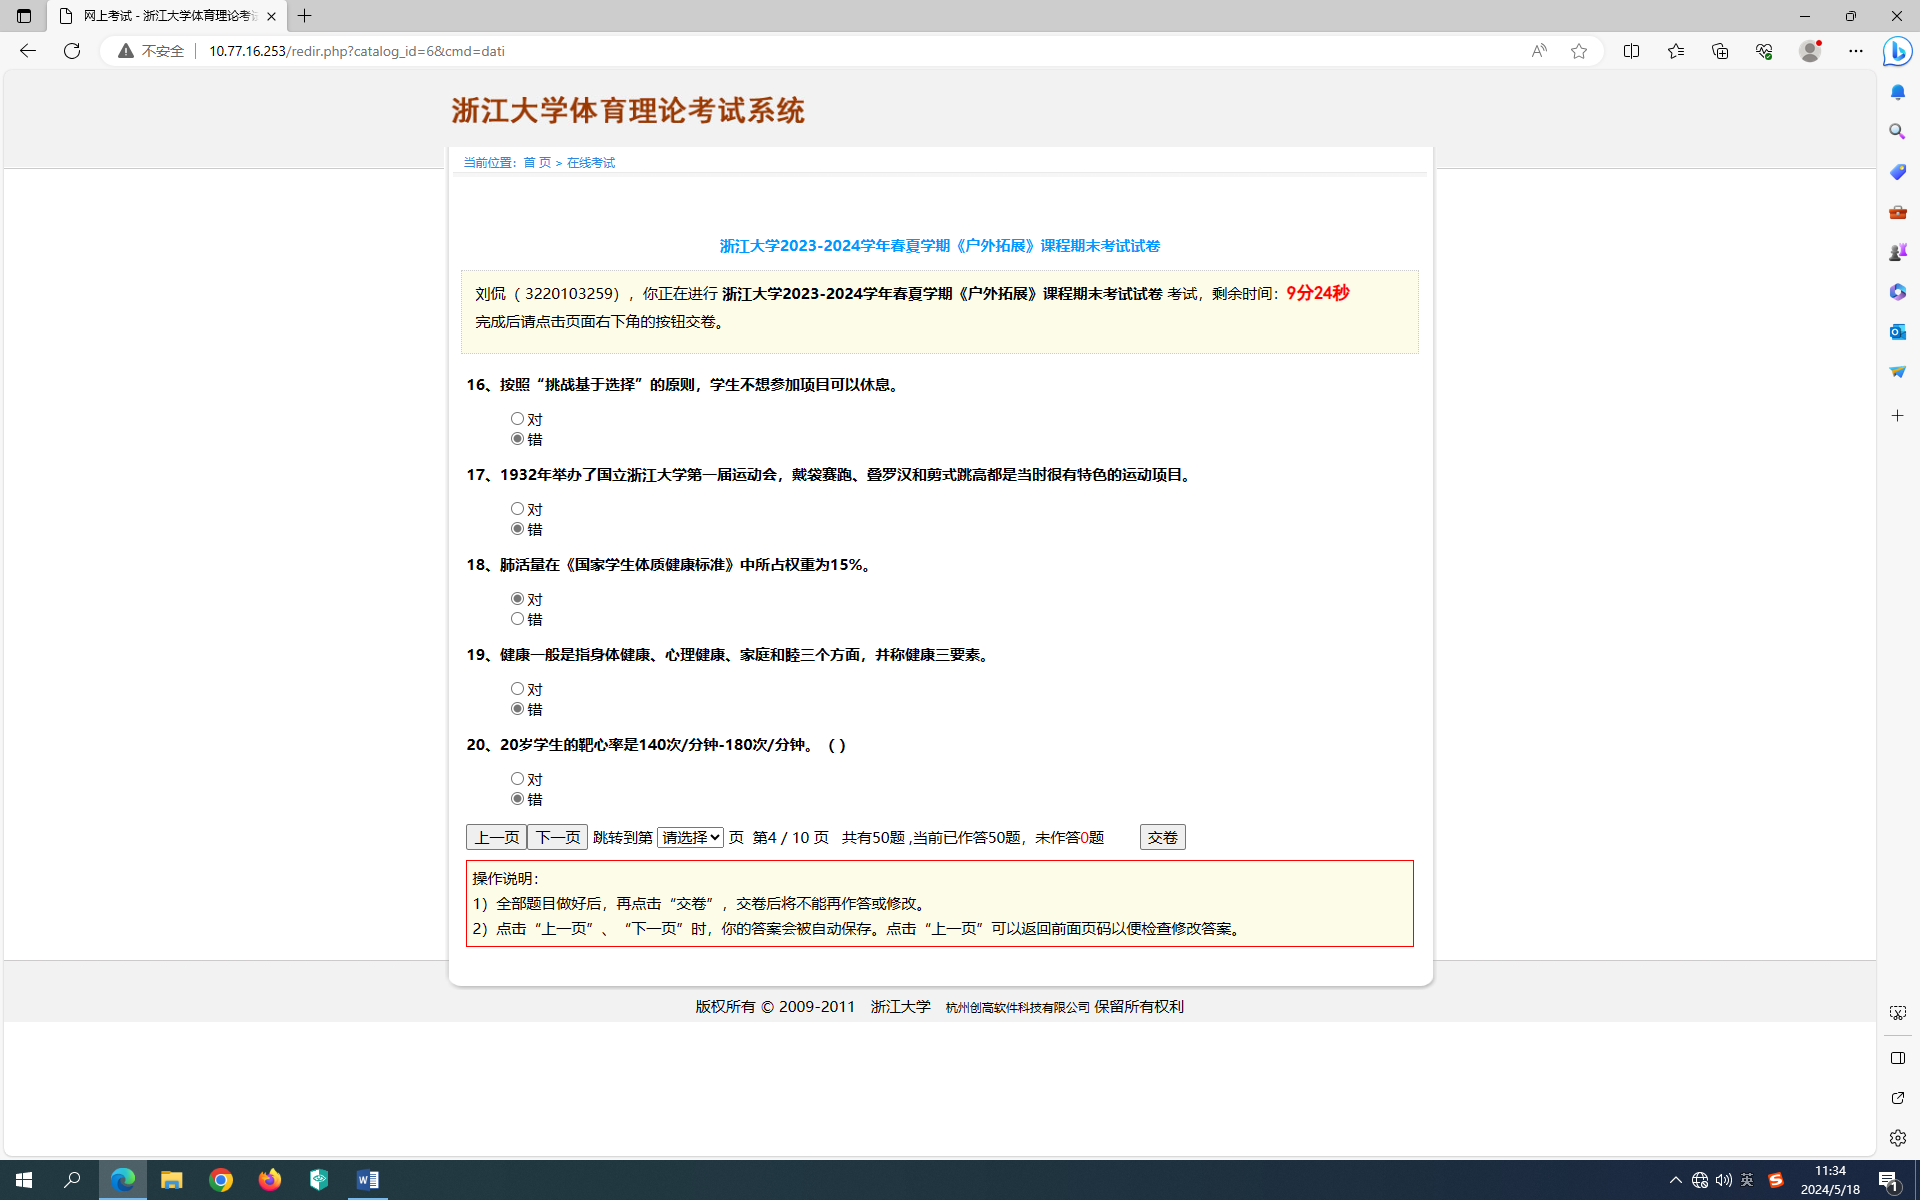 网上考试 - 浙江大学体育理论考试
不安全
10.77.16.253/redir.php?catalog_id=6&cmd=dati
浙江大学体育理论考试系统
当前位置：首 页 > 在线考试
浙江大学2023-2024学年春夏学期《户外拓展》课程期末考试试卷
刘侃（ 3220103259），你正在进行 浙江大学2023-2024学年春夏学期《户外拓展》课程期末考试试卷 考试，剩余时间：9分24秒
完成后请点击页面右下角的按钮交卷。
16、按照“挑战基于选择”的原则，学生不想参加项目可以休息。
对
错
17、1932年举办了国立浙江大学第一届运动会，戴袋赛跑、叠罗汉和剪式跳高都是当时很有特色的运动项目。
对
错
18、肺活量在《国家学生体质健康标准》中所占权重为15%。
对
错
19、健康一般是指身体健康、心理健康、家庭和睦三个方面，并称健康三要素。
对
错
20、20岁学生的靶心率是140次/分钟-180次/分钟。（ ）
对
错
上一页 下一页 跳转到第 请选择 页 第4 / 10 页 共有50题 ,当前已作答50题，未作答0题 交卷
操作说明：
1）全部题目做好后，再点击“交卷”，交卷后将不能再作答或修改。
2）点击“上一页”、“下一页”时，你的答案会被自动保存。点击“上一页”可以返回前面页码以便检查修改答案。
版权所有 © 2009-2011 浙江大学 杭州创高软件科技有限公司 保留所有权利
英
11:34
2024/5/18
1